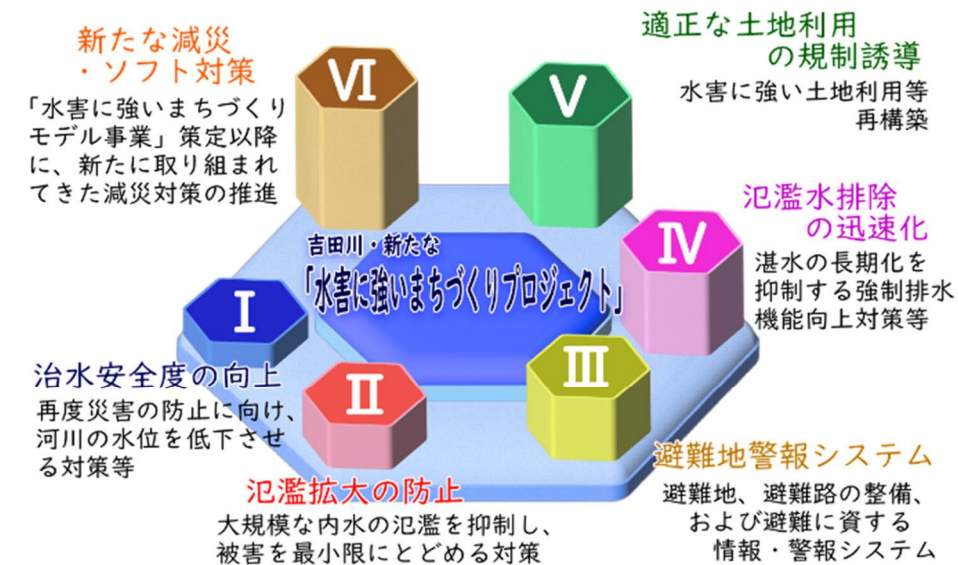 吉田川・新たな
「水害に強いまちづくりプロジェクト」
Ⅰ
治水安全度の向上
再度災害の防止に向け、
河川の水位を低下させ
る対策等
Ⅱ
氾濫拡大の防止
大規模な内水の氾濫を抑制し、
被害を最小限にとどめる対策
Ⅲ
避難地警報システム
避難地、避難路の整備、
および避難に資する
情報・警報システム
Ⅳ
氾濫水排除
の迅速化
湛水の長期化を
抑制する強制排水
機能向上対策等
Ⅴ
適正な土地利用
の規制誘導
水害に強い土地利用等
再構築
Ⅵ
新たな減災
・ソフト対策
「水害に強いまちづくり
モデル事業」策定以降
に、新たに取り組まれ
てきた減災対策の推進